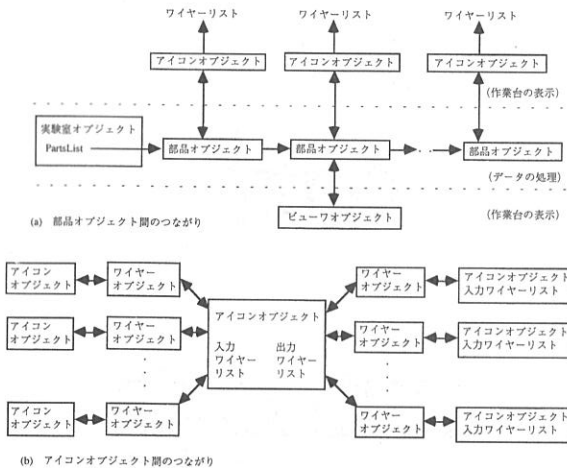 ワイヤーリスト ワイヤーリスト ワイヤーリスト
アイコンオブジェクト アイコンオブジェクト アイコンオブジェクト
(作業台の表示)
実験室オブジェクト
PartsList
部品オブジェクト 部品オブジェクト 部品オブジェクト
(データの処理)
ビューワオブジェクト
(作業台の表示)
(a) 部品オブジェクト間のつながり
アイコン
オブジェクト
ワイヤー
オブジェクト
アイコン
オブジェクト
ワイヤー
オブジェクト
アイコン
オブジェクト
ワイヤー
オブジェクト
アイコンオブジェクト
入力
ワイヤー
リスト
出力
ワイヤー
リスト
ワイヤー
オブジェクト
アイコンオブジェクト
入力ワイヤーリスト
ワイヤー
オブジェクト
アイコンオブジェクト
入力ワイヤーリスト
ワイヤー
オブジェクト
アイコンオブジェクト
入力ワイヤーリスト
(b) アイコンオブジェクト間のつながり